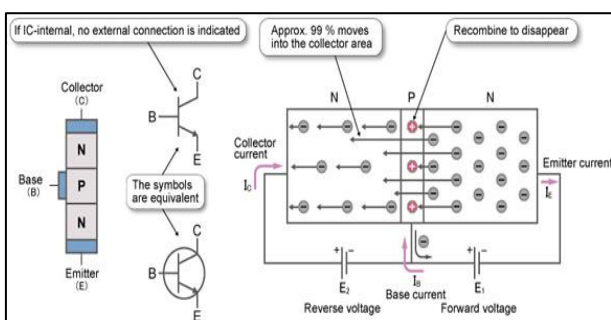 If IC-internal, no external connection is indicated
Approx. 99 % moves
into the collector area
Recombine to disappear
Collector
(C)
N
P
N
Base
(B)
Emitter
(E)
C
B
E
The symbols
are equivalent
C
B
E
N P N
Collector
current
IC
Emitter current
IE
+ −
E2
Reverse voltage
IB
Base current
+ −
E1
Forward voltage